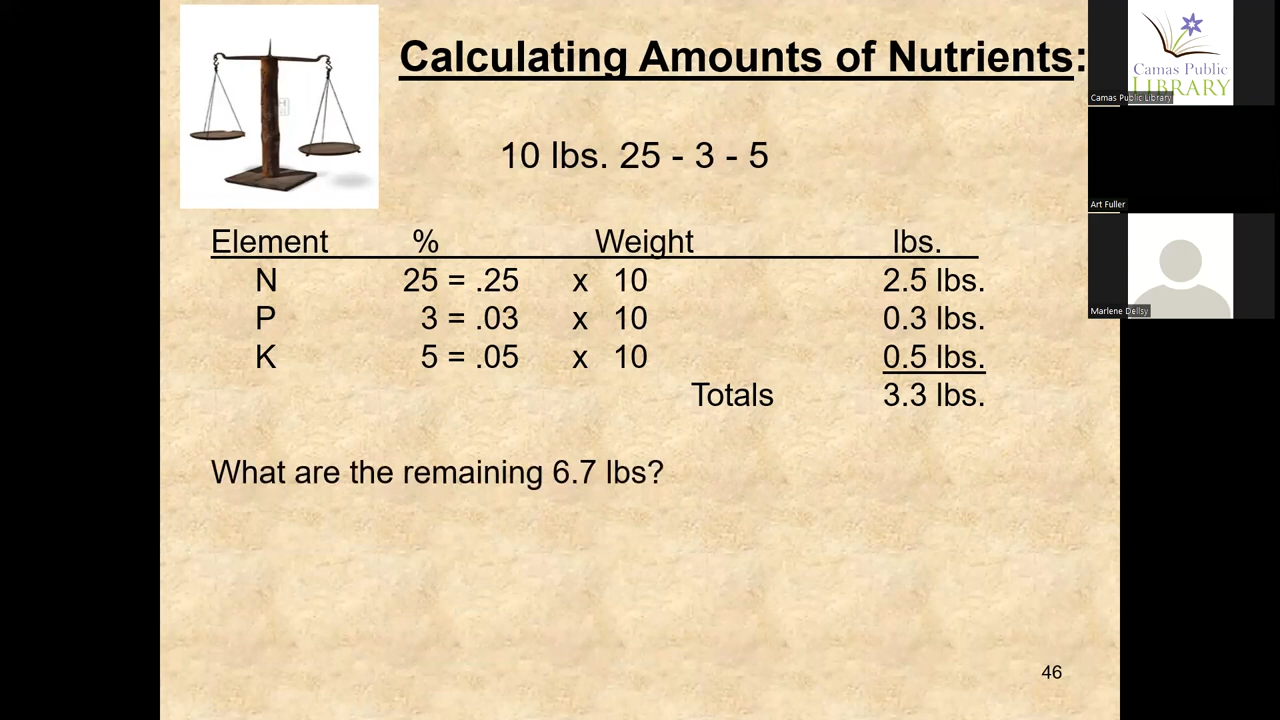 Calculating Amounts of Nutrients:
10 lbs. 25 - 3 - 5
Element % Weight lbs.
N 25 = .25 x 10 2.5 lbs.
P 3 = .03 x 10 0.3 lbs.
K 5 = .05 x 10 0.5 lbs.
Totals 3.3 lbs.
What are the remaining 6.7 lbs?
46
Camas Public
LIBRARY
Camas Public Library
Art Fuller
Marlene Dellsy